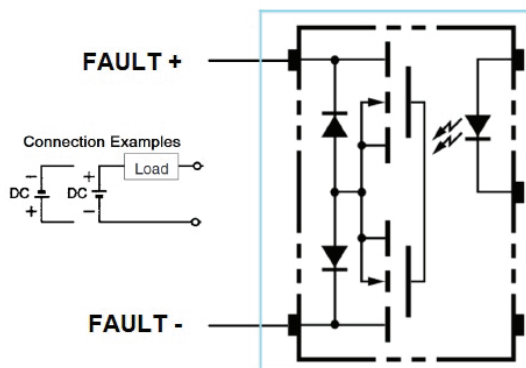 FAULT +
Connection Examples
Load
− + 
DC DC
+ −
FAULT -